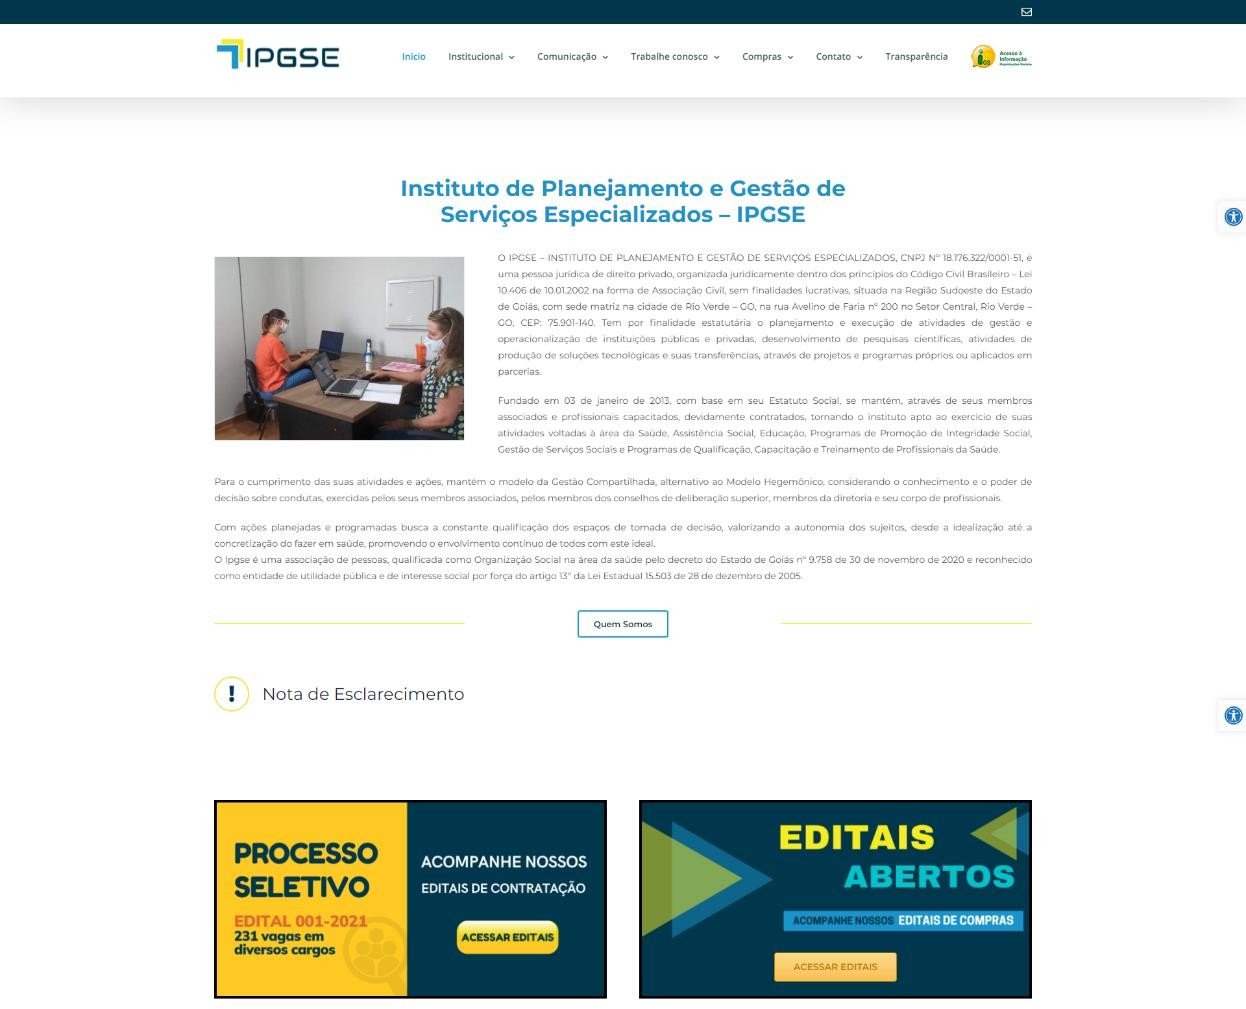 IPGSE
Início Institucional Comunicação Trabalhe conosco Compras Contato Transparência
Acesso à
Informação
Instituto de Planejamento e Gestão de
Serviços Especializados – IPGSE
O IPGSE – INSTITUTO DE PLANEJAMENTO E GESTÃO DE SERVIÇOS ESPECIALIZADOS, CNPJ Nº 18.176.322/0001-51, é
uma pessoa jurídica de direito privado, organizada juridicamente dentro dos princípios do Código Civil Brasileiro – Lei
10.406 de 10.01.2002 na forma de Associação Civil, sem finalidades lucrativas, situada na Região Sudoeste do Estado
de Goiás, com sede matriz na cidade de Rio Verde – GO, na rua Avelino de Faria nº 200 no Setor Central, Rio Verde –
GO, CEP: 75.901-140. Tem por finalidade estatutária o planejamento e execução de atividades de gestão e
operacionalização de instituições públicas e privadas, desenvolvimento de pesquisas científicas, atividades de
produção de soluções tecnológicas e suas transferências, através de projetos e programas próprios ou aplicados em
parcerias.
Fundado em 03 de janeiro de 2013, com base em seu Estatuto Social, se mantém, através de seus membros
associados e profissionais capacitados, devidamente contratados, tornando o instituto apto ao exercício de suas
atividades voltadas à área da Saúde, Assistência Social, Educação, Programas de Promoção de Integridade Social,
Gestão de Serviços Sociais e Programas de Qualificação, Capacitação e Treinamento de Profissionais da Saúde.
Para o cumprimento das suas atividades e ações, mantém o modelo da Gestão Compartilhada, alternativo ao Modelo Hegemônico, considerando o conhecimento e o poder de
decisão sobre condutas, exercidas pelos seus membros associados, pelos membros dos conselhos de deliberação superior, membros da diretoria e seu corpo de profissionais.
Com ações planejadas e programadas busca a constante qualificação dos espaços de tomada de decisão, valorizando a autonomia dos sujeitos, desde a idealização até a
concretização do fazer em saúde, promovendo o envolvimento contínuo de todos com este ideal.
O Ipgse é uma associação de pessoas, qualificada como Organização Social na área da saúde pelo decreto do Estado de Goiás nº 9.758 de 30 de novembro de 2020 e reconhecido
como entidade de utilidade pública e de interesse social por força do artigo 13º da Lei Estadual 15.503 de 28 de dezembro de 2005.
Quem Somos
Nota de Esclarecimento
PROCESSO
SELETIVO
EDITAL 001-2021
231 vagas em
diversos cargos
ACOMPANHE NOSSOS
EDITAIS DE CONTRATAÇÃO
ACESSAR EDITAIS
EDITAIS
ABERTOS
ACOMPANHE NOSSOS EDITAIS DE COMPRAS
ACESSAR EDITAIS